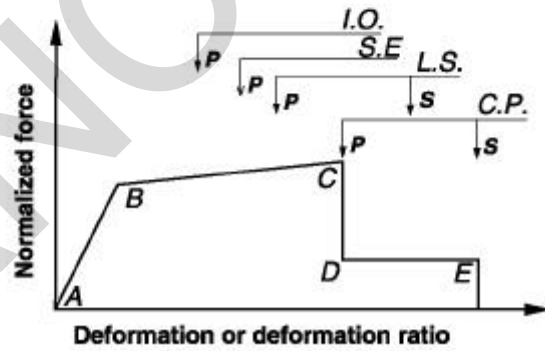 I.O.
S.E
L.S.
C.P.
P
P
P
S
P
S
Normalized force
A
B
C
D
E
Deformation or deformation ratio